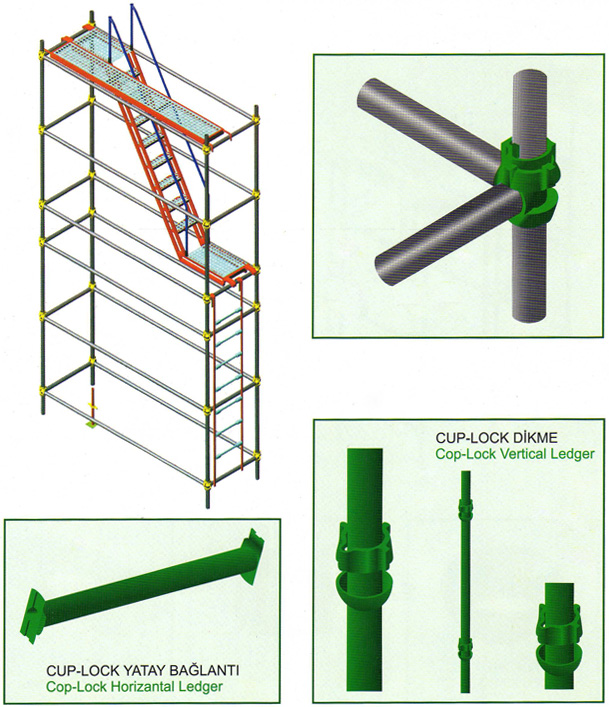 CUP-LOCK DİKME
Cop-Lock Vertical Ledger
CUP-LOCK YATAY BAĞLANTI
Cop-Lock Horizantal Ledger